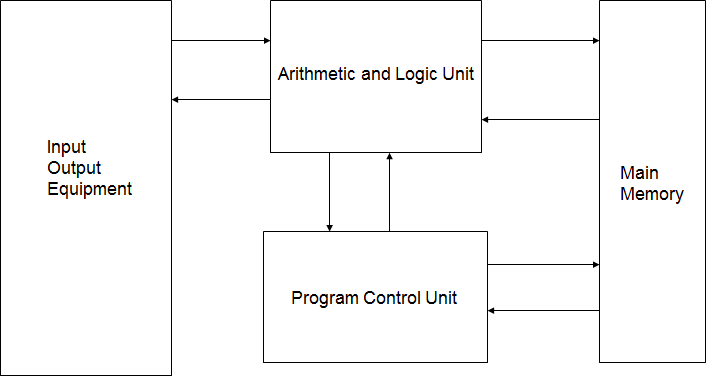 Arithmetic and Logic Unit
Input
Output
Equipment
Main
Memory
Program Control Unit